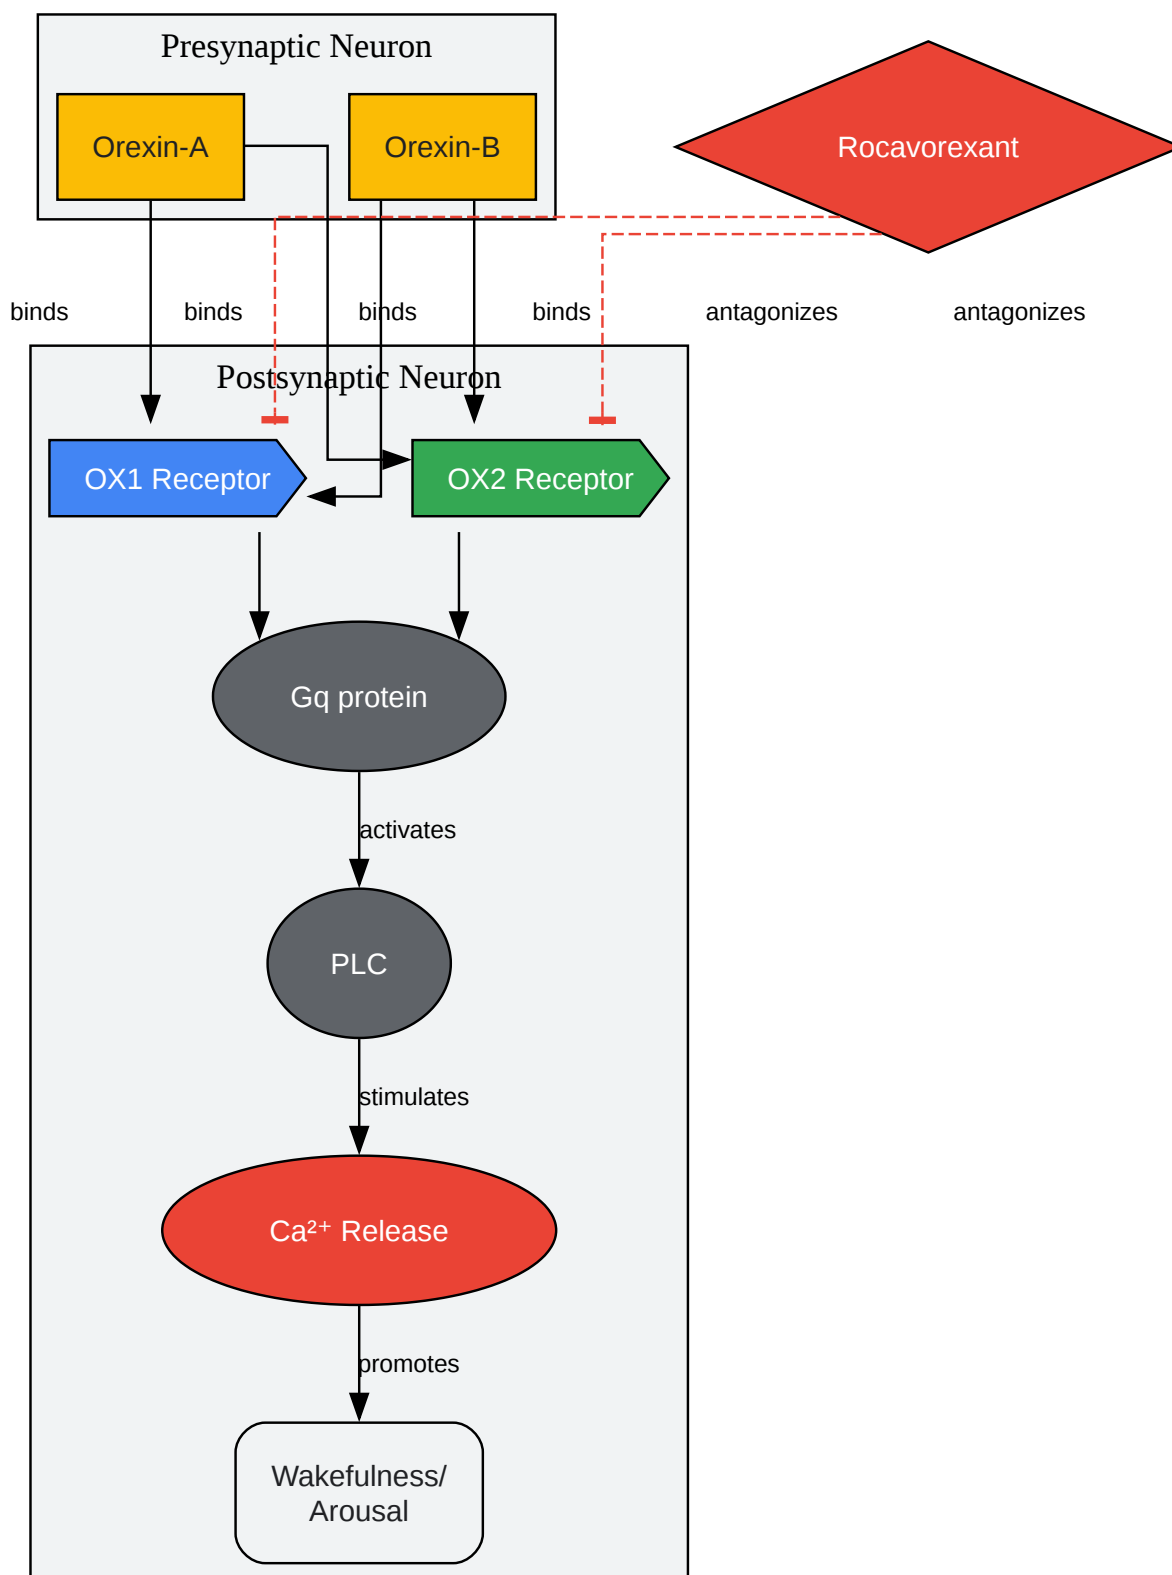 Presynaptic Neuron
Orexin-A
Orexin-B
Rocavorexant
binds
binds
binds
binds
antagonizes
antagonizes
Postsynaptic Neuron
OX1 Receptor
OX2 Receptor
Gq protein
activates
PLC
stimulates
Ca²⁺ Release
promotes
Wakefulness/
Arousal